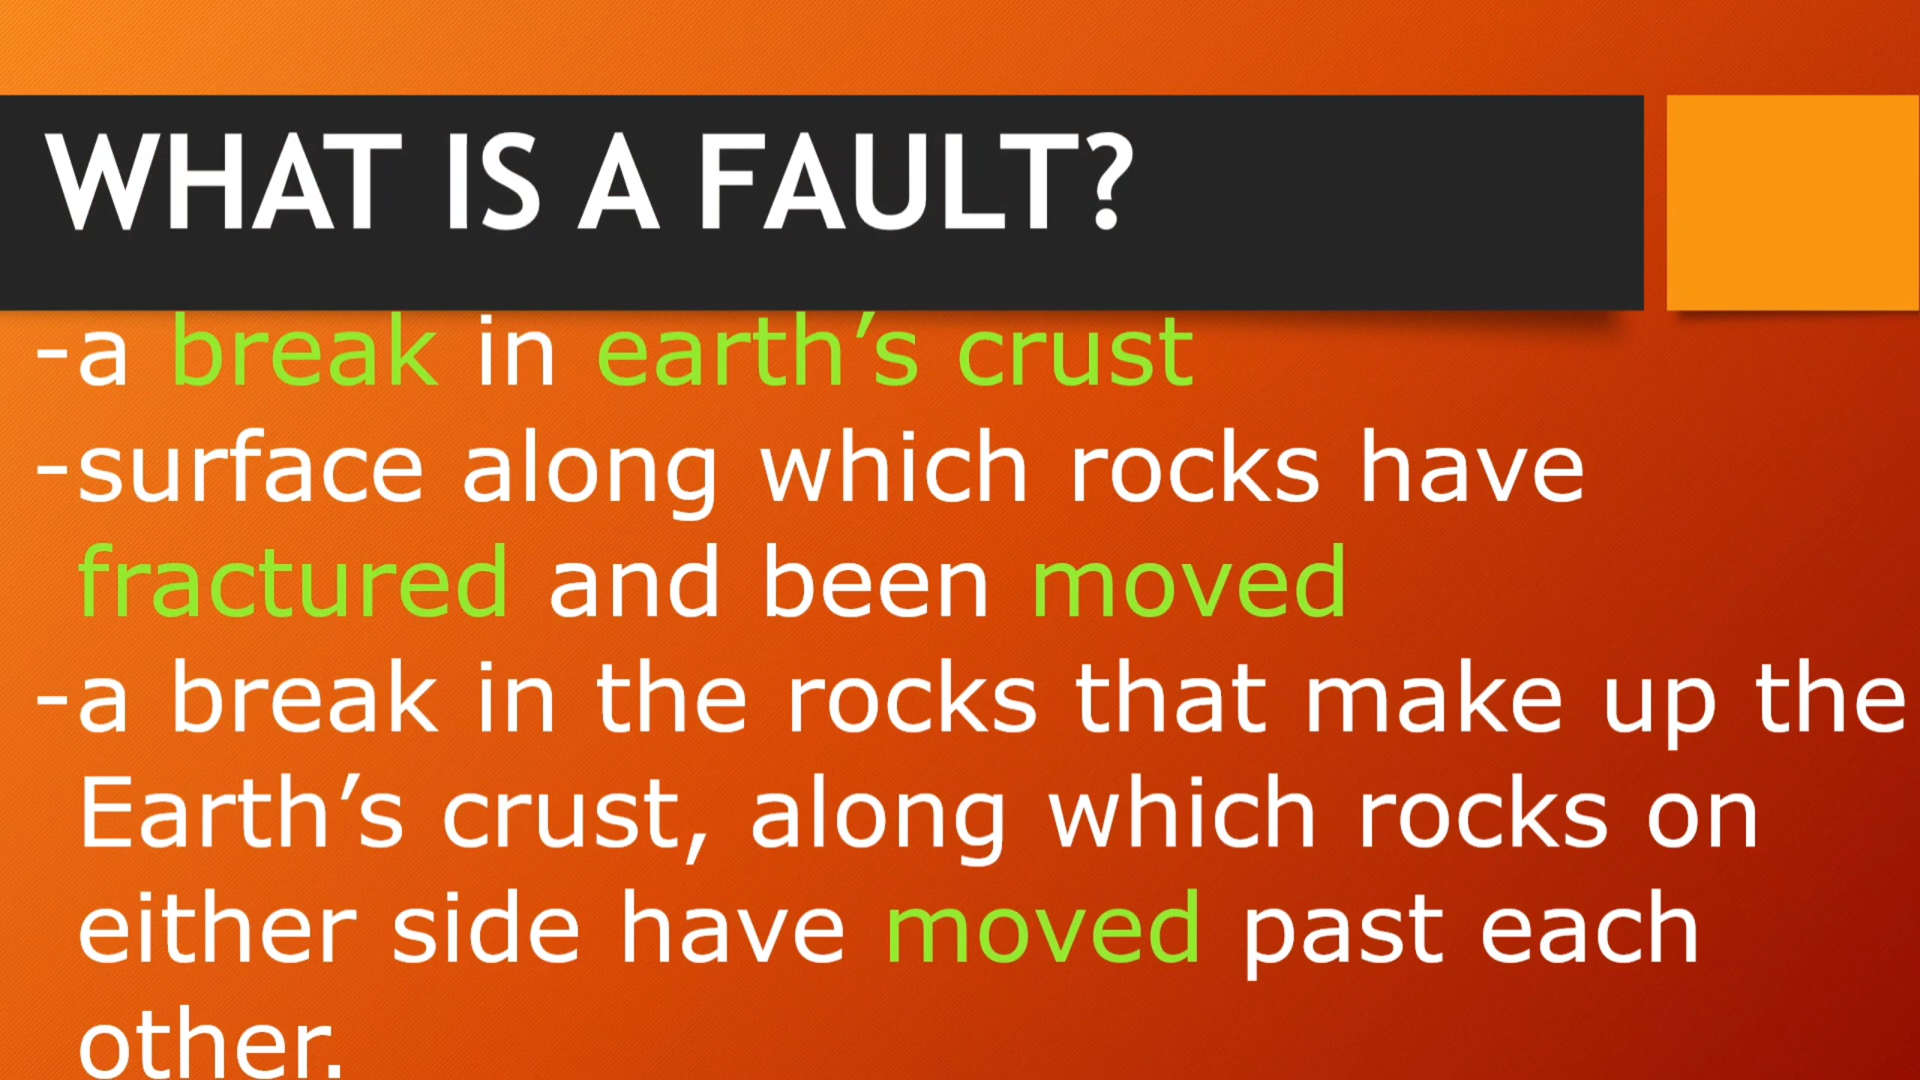 WHAT IS A FAULT?
-a break in earth’s crust
-surface along which rocks have
fractured and been moved
-a break in the rocks that make up the
Earth’s crust, along which rocks on
either side have moved past each
other.